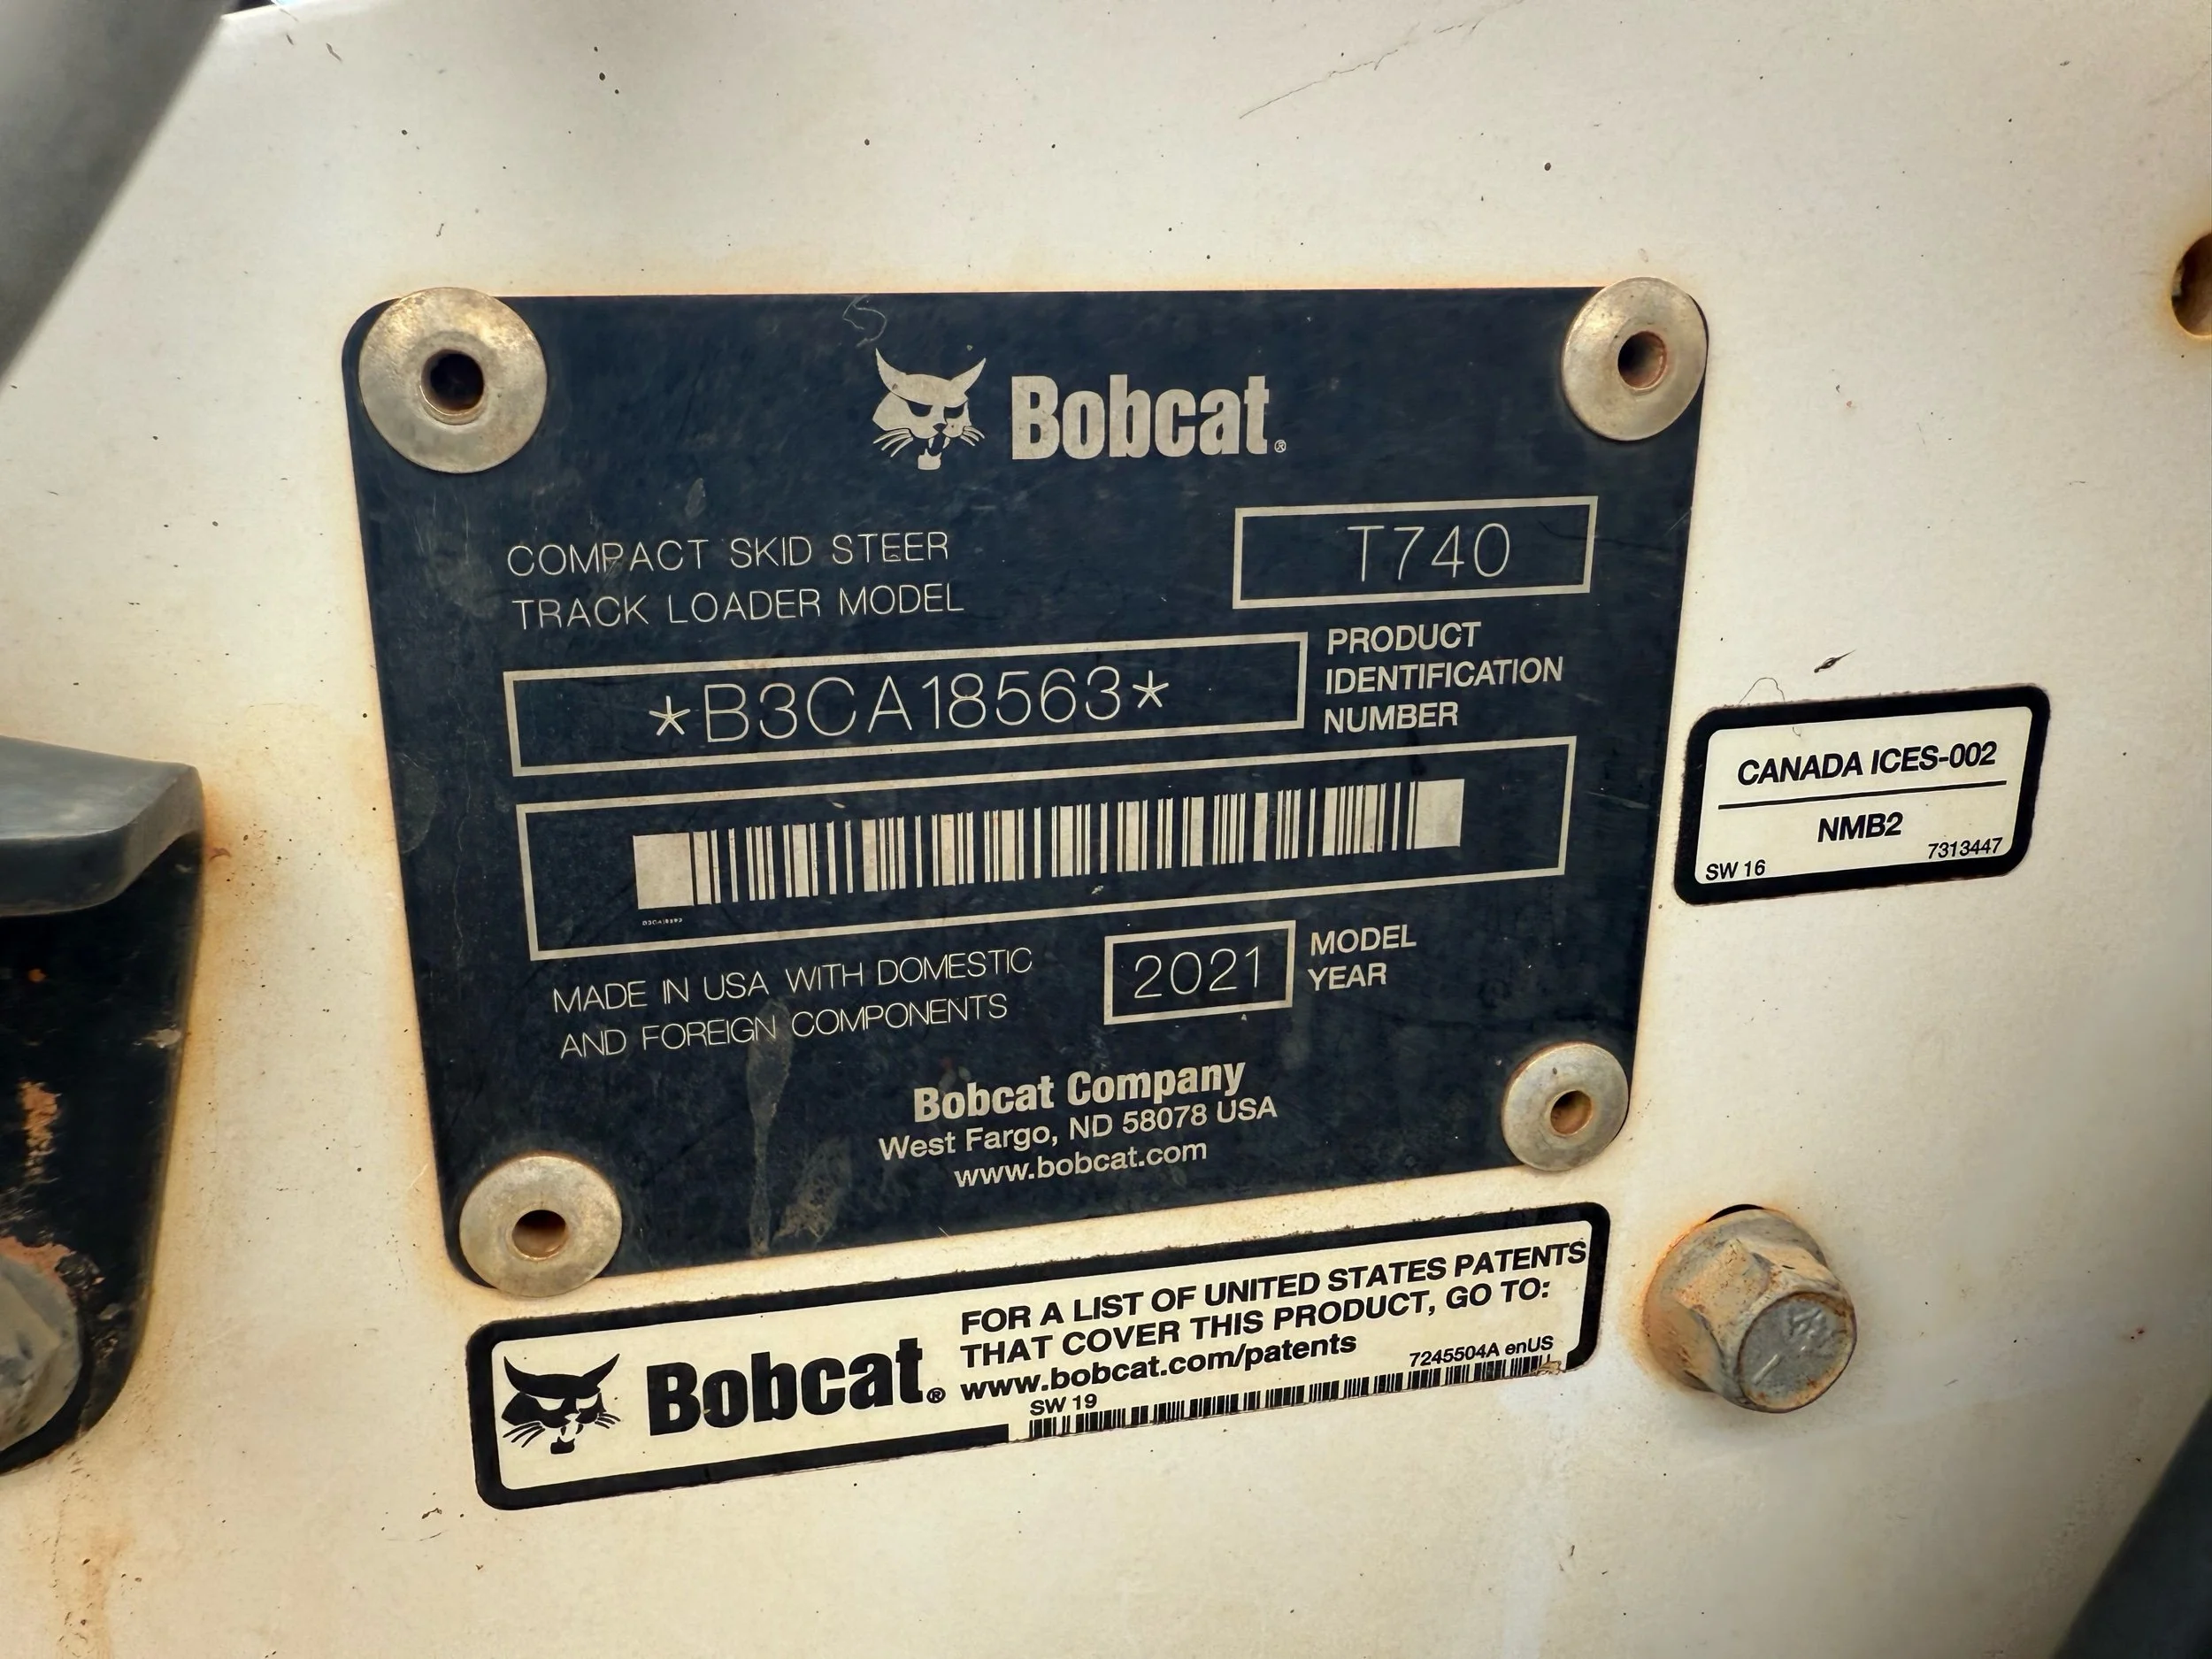 Bobcat®
COMPACT SKID STEER
TRACK LOADER MODEL
T740
*B3CA18563*
PRODUCT
IDENTIFICATION
NUMBER
MADE IN USA WITH DOMESTIC
AND FOREIGN COMPONENTS
2021
MODEL
YEAR
Bobcat Company
West Fargo, ND 58078 USA
www.bobcat.com
CANADA ICES-002
NMB2
SW 16
7313447
Bobcat®
FOR A LIST OF UNITED STATES PATENTS
THAT COVER THIS PRODUCT, GO TO:
www.bobcat.com/patents
7245504A enUS
SW 19